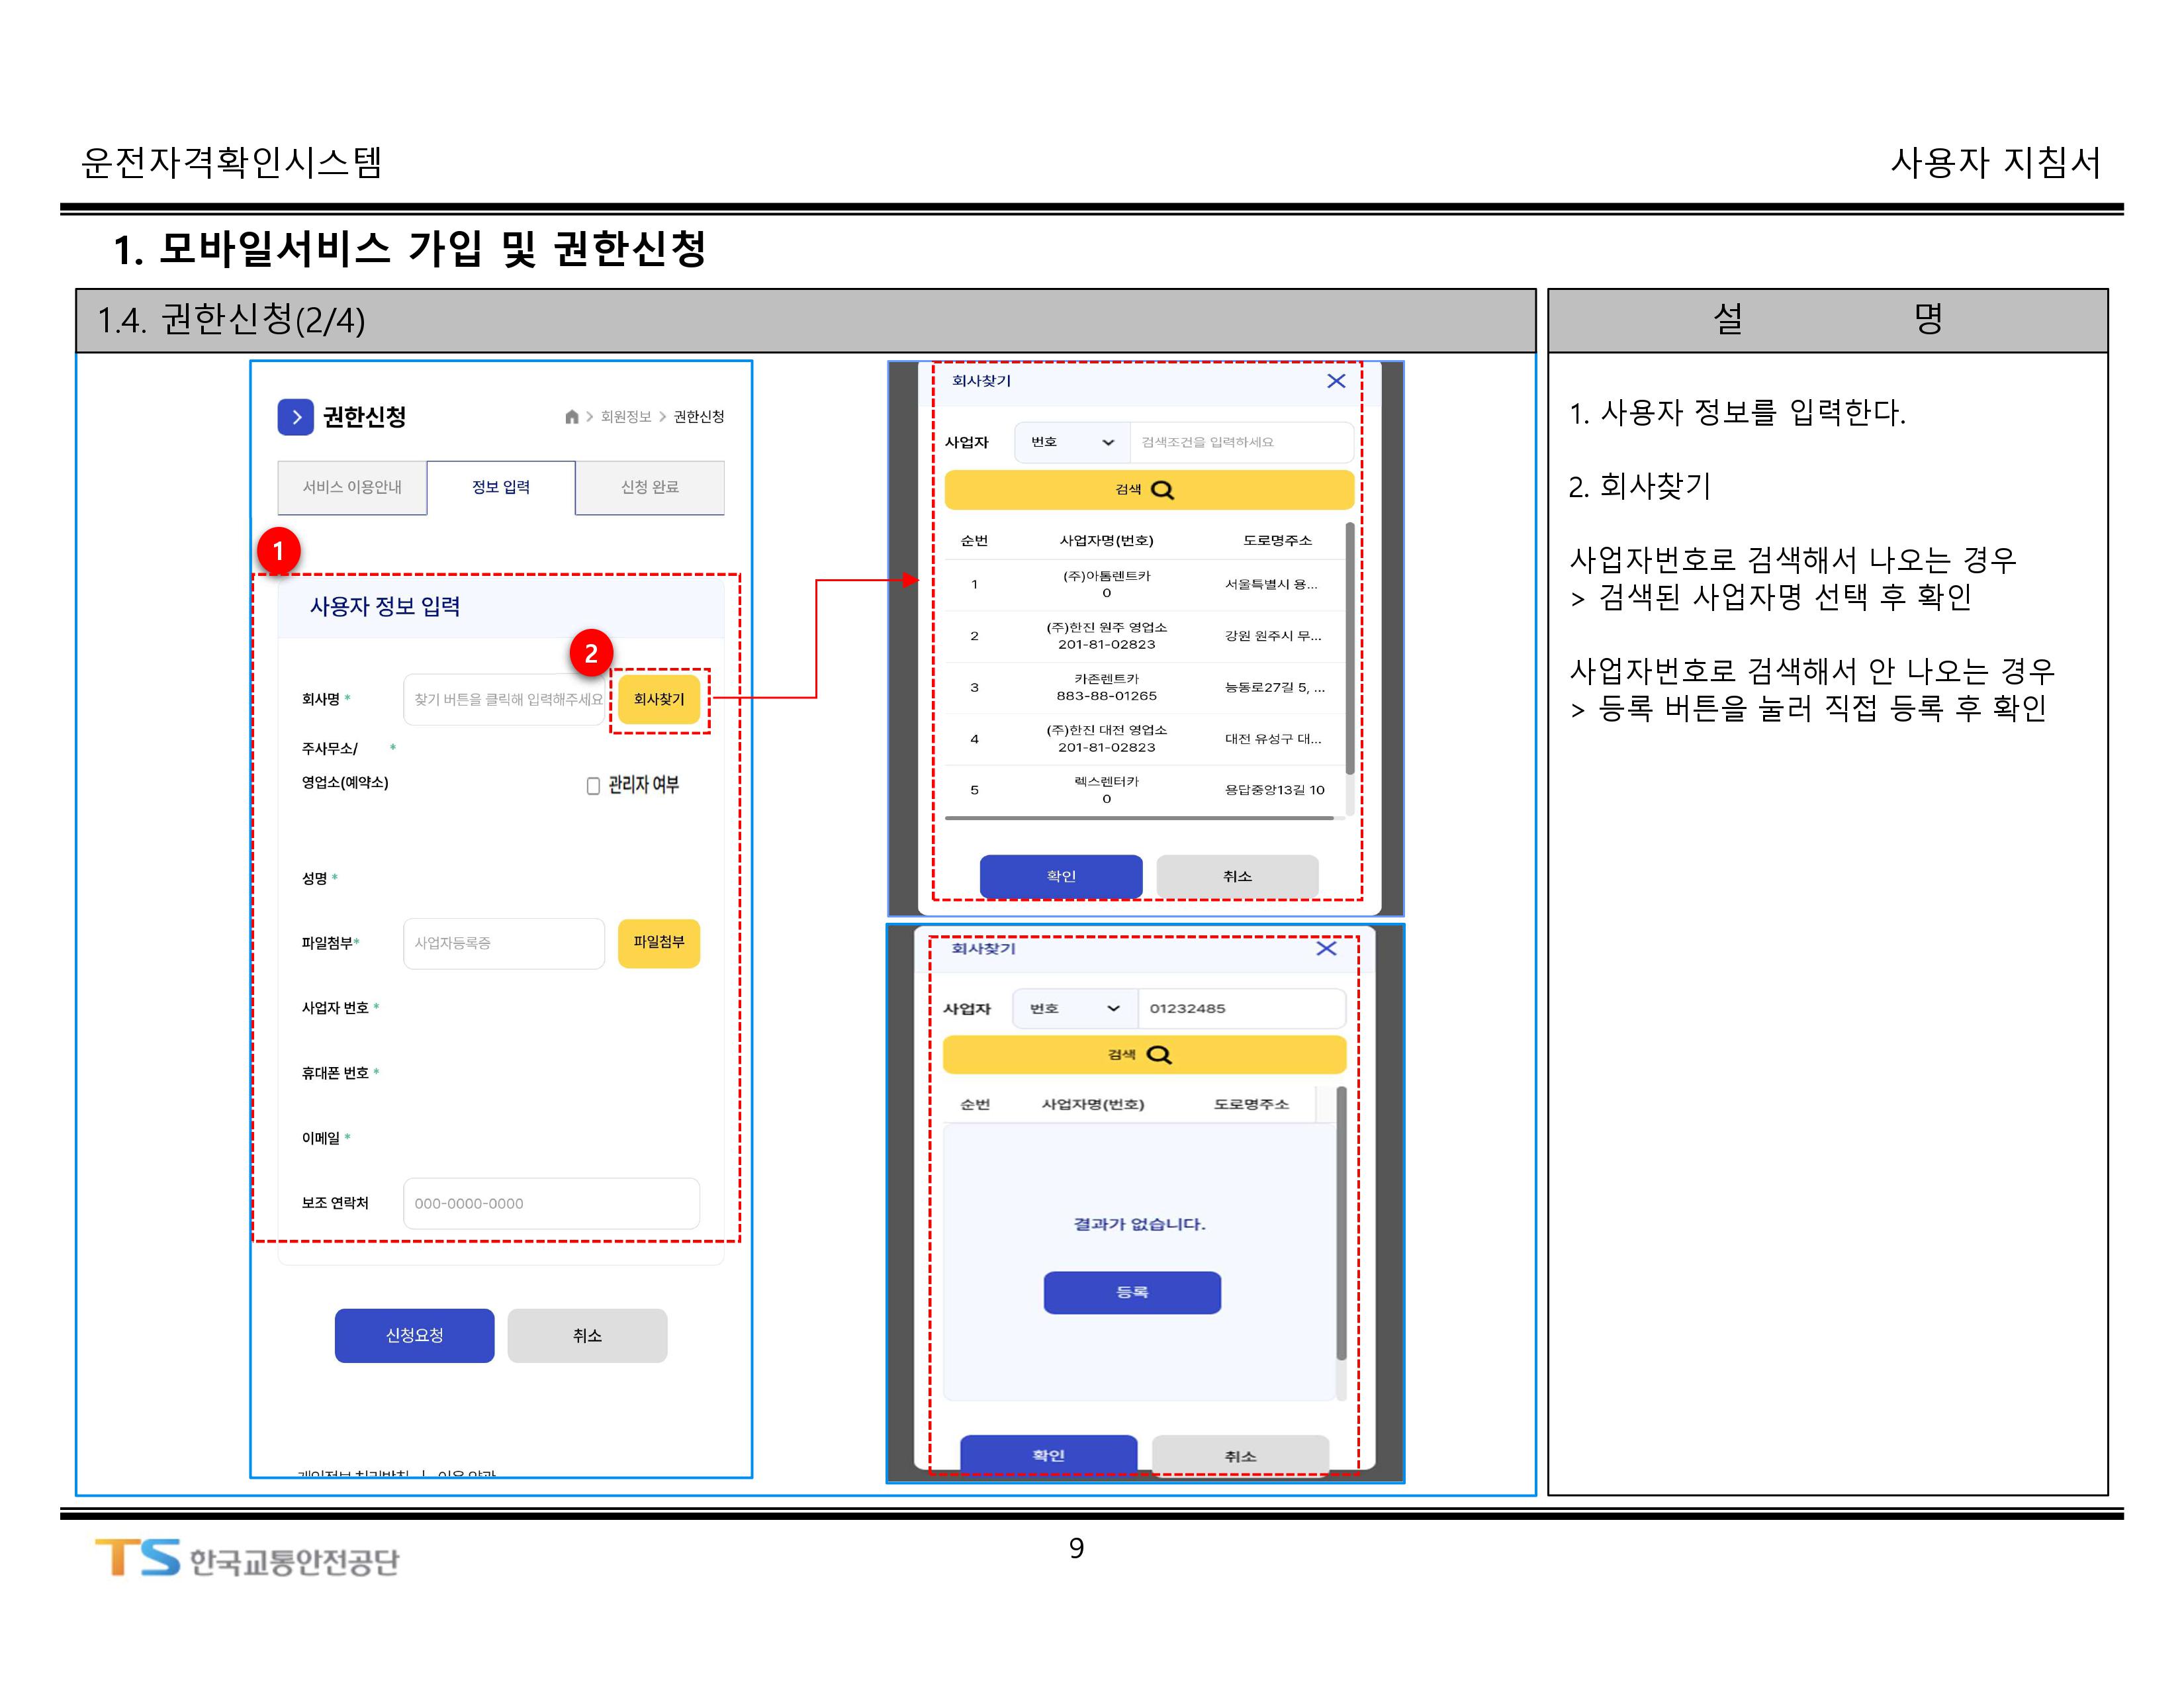 운전자격확인시스템
사용자 지침서
1. 모바일서비스 가입 및 권한신청
1.4. 권한신청(2/4)
권한신청
회원정보 > 권한신청
서비스 이용안내
정보 입력
신청 완료
1
사용자 정보 입력
2
회사명 *
찾기 버튼을 클릭해 입력해주세요
회사찾기
주사무소/ *
영업소(예약소)
관리자 여부
성명 *
파일첨부*
사업자등록증
파일첨부
사업자 번호 *
휴대폰 번호 *
이메일 *
보조 연락처
000-0000-0000
신청요청
취소
개인정보 처리방침 | 이용 약관
회사찾기
사업자
번호
검색조건을 입력하세요
검색
순번 사업자명(번호) 도로명주소
1 (주)아톰렌트카 서울특별시 용...
0
2 (주)한진 원주 영업소 강원 원주시 무...
201-81-02823
3 카존렌트카 능동로27길 5, ...
883-88-01265
4 (주)한진 대전 영업소 대전 유성구 대...
201-81-02823
5 렉스렌터카 용답중앙13길 10
0
확인
취소
회사찾기
사업자
번호
01232485
검색
순번 사업자명(번호) 도로명주소
결과가 없습니다.
등록
확인
취소
설 명
1. 사용자 정보를 입력한다.
2. 회사찾기
사업자번호로 검색해서 나오는 경우
> 검색된 사업자명 선택 후 확인
사업자번호로 검색해서 안 나오는 경우
> 등록 버튼을 눌러 직접 등록 후 확인
TS 한국교통안전공단
9